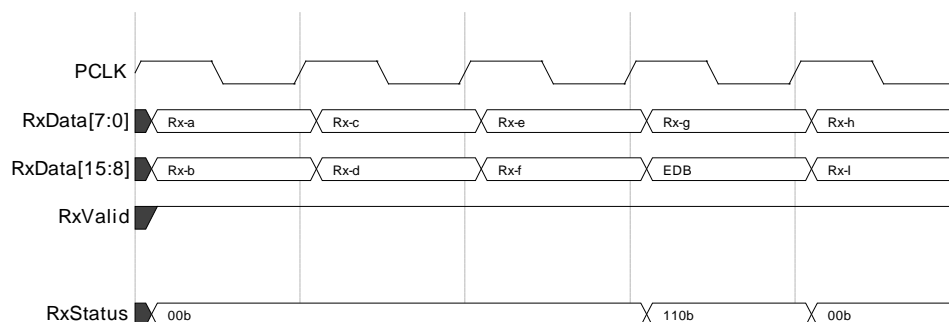 PCLK
RxData[7:0] Rx-a Rx-c Rx-e Rx-g Rx-h
RxData[15:8] Rx-b Rx-d Rx-f EDB Rx-I
RxValid
RxStatus 00b 110b 00b